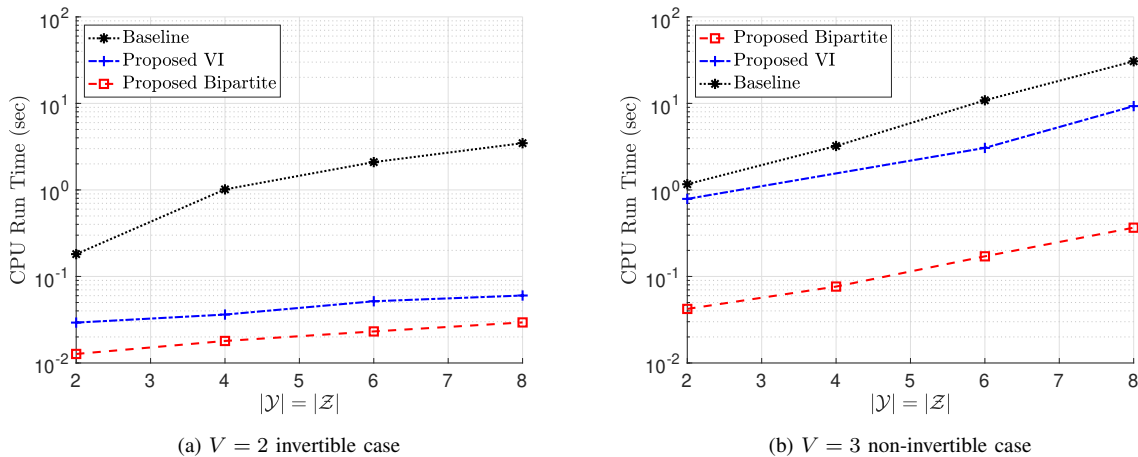 10^2
10^1
10^0
10^-1
10^-2
CPU Run Time (sec)
Baseline
Proposed VI
Proposed Bipartite
2 3 4 5 6 7 8
|𝒴| = |𝒵|
(a) V = 2 invertible case
10^2
10^1
10^0
10^-1
10^-2
CPU Run Time (sec)
Proposed Bipartite
Proposed VI
Baseline
2 3 4 5 6 7 8
|𝒴| = |𝒵|
(b) V = 3 non-invertible case